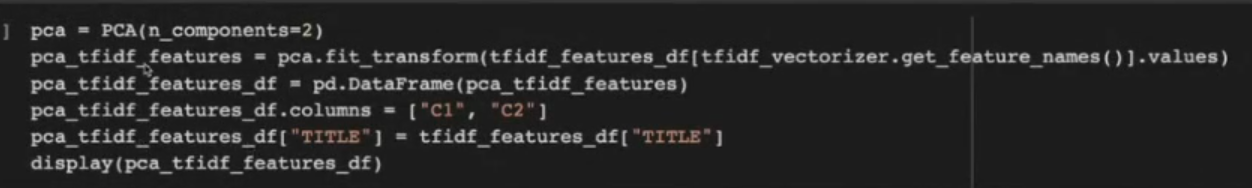 ] pca = PCA(n_components=2)
pca_tfidf_features = pca.fit_transform(tfidf_features_df[tfidf_vectorizer.get_feature_names()].values)
pca_tfidf_features_df = pd.DataFrame(pca_tfidf_features)
pca_tfidf_features_df.columns = ["C1", "C2"]
pca_tfidf_features_df["TITLE"] = tfidf_features_df["TITLE"]
display(pca_tfidf_features_df)